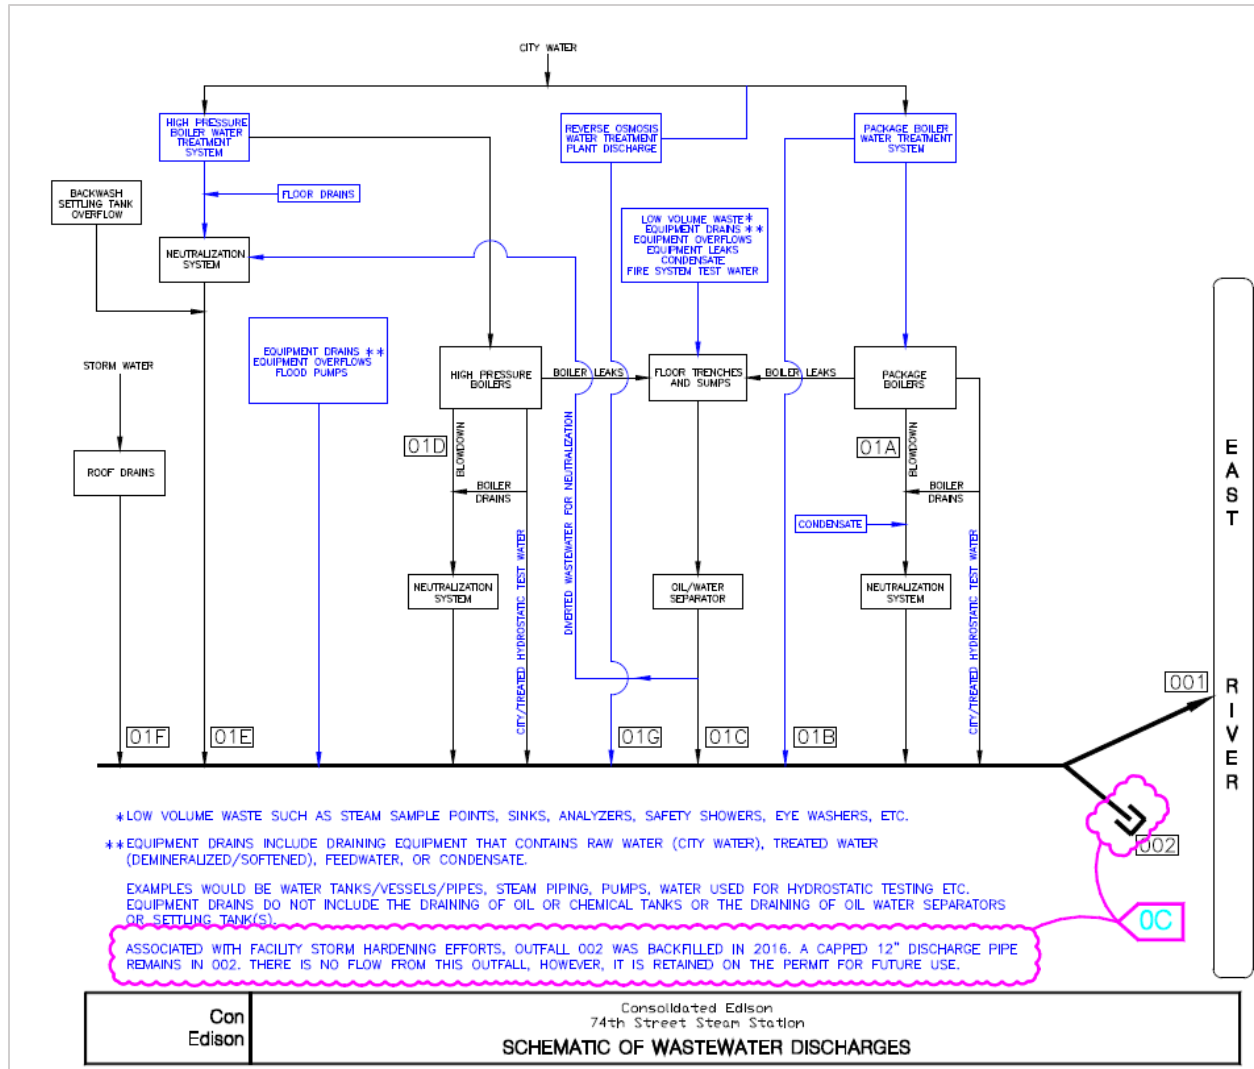 CITY WATER
HIGH PRESSURE
BOILER WATER
TREATMENT
SYSTEM
REVERSE OSMOSIS
WATER TREATMENT
PLANT DISCHARGE
PACKAGE BOILER
WATER TREATMENT
SYSTEM
BACKWASH
SETTLING TANK
OVERFLOW
FLOOR DRAINS
LOW VOLUME WASTE*
EQUIPMENT DRAINS **
EQUIPMENT OVERFLOWS
EQUIPMENT LEAKS
CONDENSATE
FIRE SYSTEM TEST WATER
NEUTRALIZATION
SYSTEM
EQUIPMENT DRAINS **
EQUIPMENT OVERFLOWS
FLOOD PUMPS
STORM WATER
HIGH PRESSURE
BOILERS
BOILER LEAKS
FLOOR TRENCHES
AND SUMPS
BOILER LEAKS
PACKAGE
BOILERS
ROOF DRAINS
01D
BLOWDOWN
BOILER
DRAINS
DIVERTED WASTEWATER FOR NEUTRALIZATION
01A
BLOWDOWN
BOILER
DRAINS
CONDENSATE
NEUTRALIZATION
SYSTEM
CITY/TREATED HYDROSTATIC TEST WATER
OIL/WATER
SEPARATOR
NEUTRALIZATION
SYSTEM
CITY/TREATED HYDROSTATIC TEST WATER
EAST RIVER
001
01F
01E
01G
01C
01B
002
*LOW VOLUME WASTE SUCH AS STEAM SAMPLE POINTS, SINKS, ANALYZERS, SAFETY SHOWERS, EYE WASHERS, ETC.
**EQUIPMENT DRAINS INCLUDE DRAINING EQUIPMENT THAT CONTAINS RAW WATER (CITY WATER), TREATED WATER
(DEMINERALIZED/SOFTENED), FEEDWATER, OR CONDENSATE.
EXAMPLES WOULD BE WATER TANKS/VESSELS/PIPES, STEAM PIPING, PUMPS, WATER USED FOR HYDROSTATIC TESTING ETC.
EQUIPMENT DRAINS DO NOT INCLUDE THE DRAINING OF OIL OR CHEMICAL TANKS OR THE DRAINING OF OIL WATER SEPARATORS
OR SETTLING TANK(S).
0C
ASSOCIATED WITH FACILITY STORM HARDENING EFFORTS, OUTFALL 002 WAS BACKFILLED IN 2016. A CAPPED 12" DISCHARGE PIPE
REMAINS IN 002. THERE IS NO FLOW FROM THIS OUTFALL, HOWEVER, IT IS RETAINED ON THE PERMIT FOR FUTURE USE.
Con
Edison
Consolidated Edison
74th Street Steam Station
SCHEMATIC OF WASTEWATER DISCHARGES